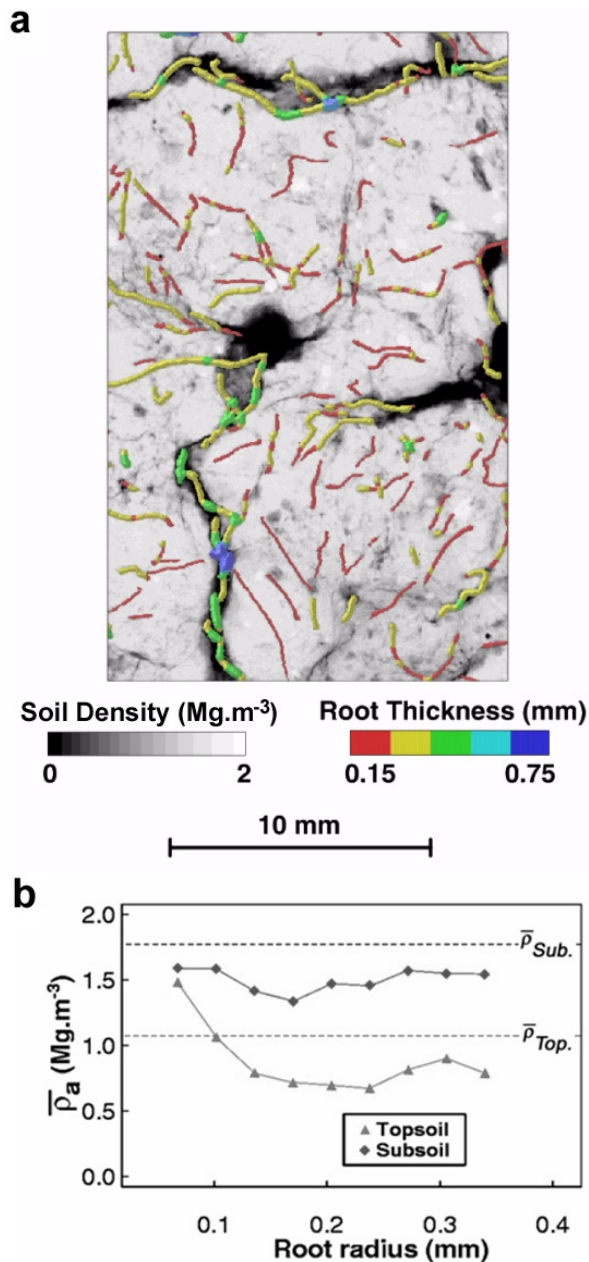 a
Soil Density (Mg.m-3)
Root Thickness (mm)
0
2
0.15
0.75
10 mm
b
2.0
1.5
1.0
0.5
0.0
ρ̅a (Mg.m-3)
ρ̅Sub.
ρ̅Top.
Topsoil
Subsoil
0.1
0.2
0.3
0.4
Root radius (mm)